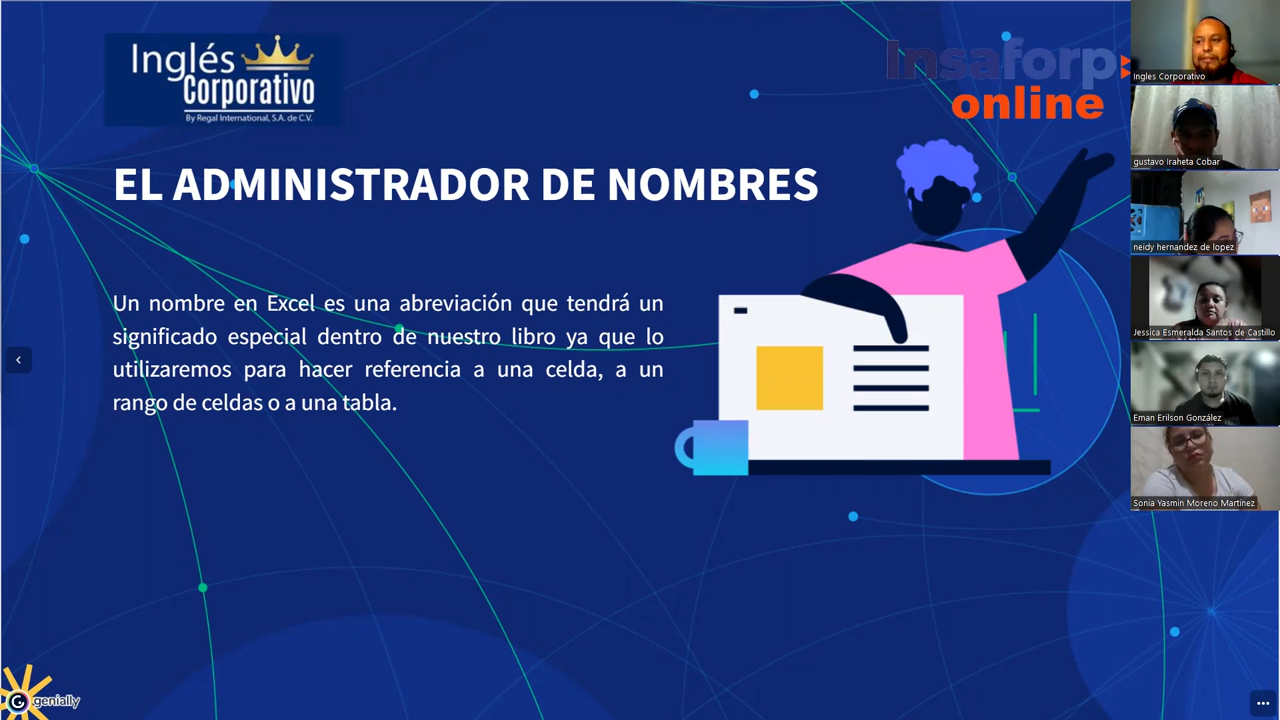 Inglés
Corporativo
By Regal International, S.A. de C.V.
Insaforp
online
EL ADMINISTRADOR DE NOMBRES
Un nombre en Excel es una abreviación que tendrá un
significado especial dentro de nuestro libro ya que lo
utilizaremos para hacer referencia a una celda, a un
rango de celdas o a una tabla.
genially
Ingles Corporativo
gustavo Iraheta Cobar
neidy hernandez de lopez
Jessica Esmeralda Santos de Castillo
Eman Erilson González
Sonia Yasmin Moreno Martinez